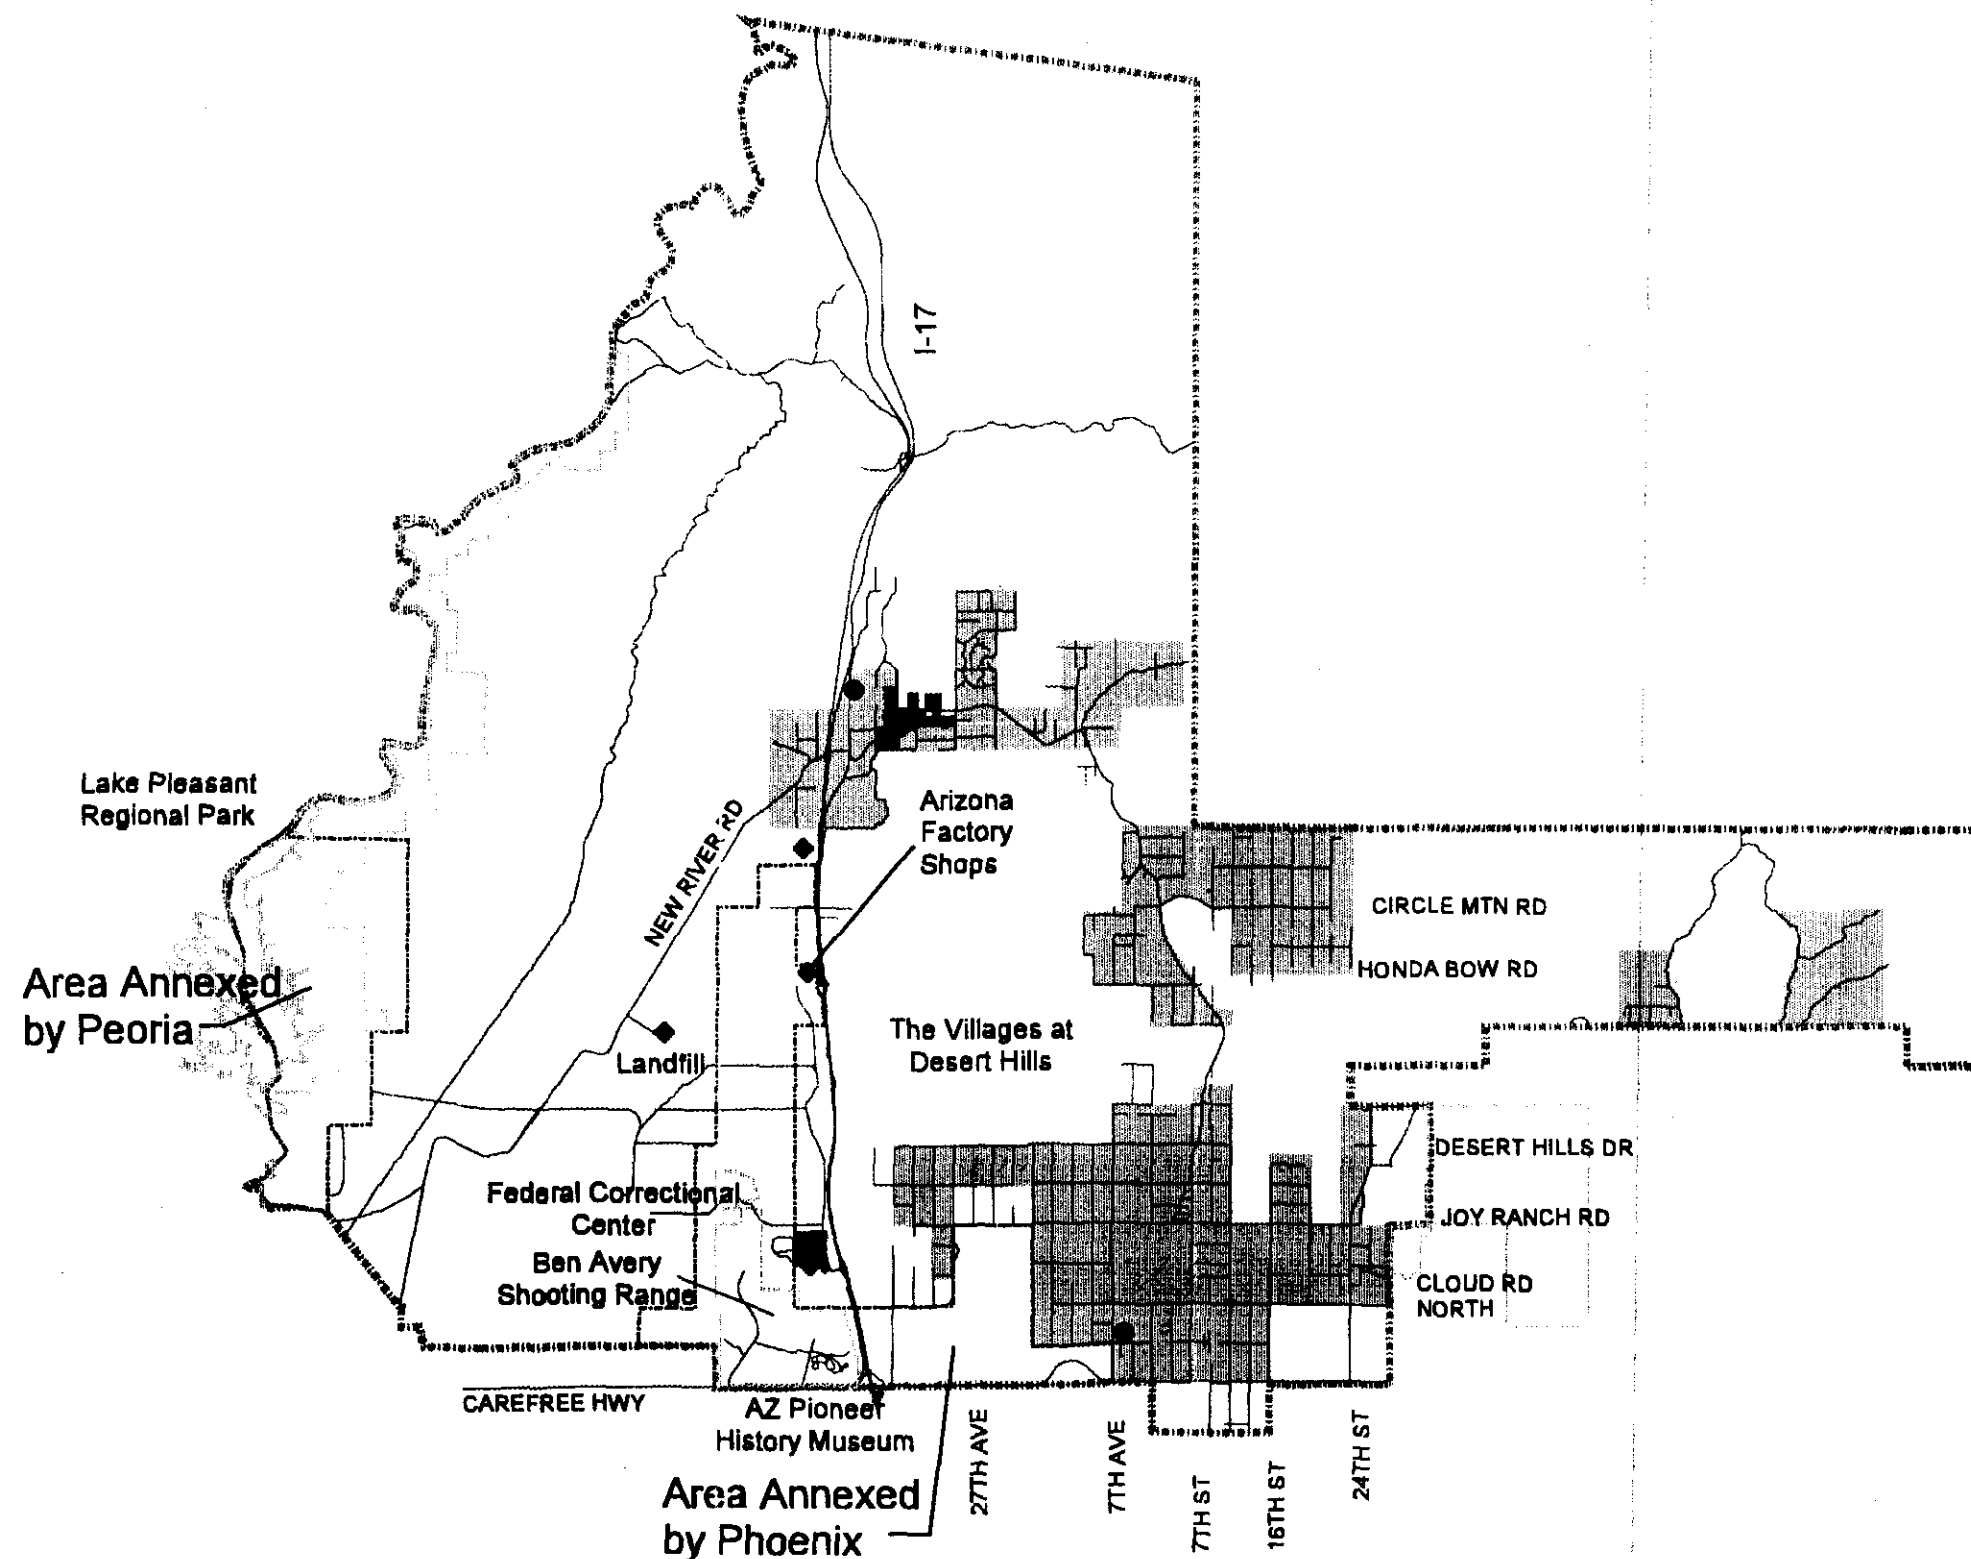 I-17
Lake Pleasant
Regional Park
Arizona
Factory
Shops
NEW RIVER RD
CIRCLE MTN RD
HONDA BOW RD
Area Annexed
by Peoria
The Villages at
Desert Hills
Landfill
DESERT HILLS DR
Federal Correctional
Center
JOY RANCH RD
Ben Avery
Shooting Range
CLOUD RD
NORTH
CAREFREE HWY
AZ Pioneer
History Museum
27TH AVE
7TH AVE
7TH ST
16TH ST
24TH ST
Area Annexed
by Phoenix